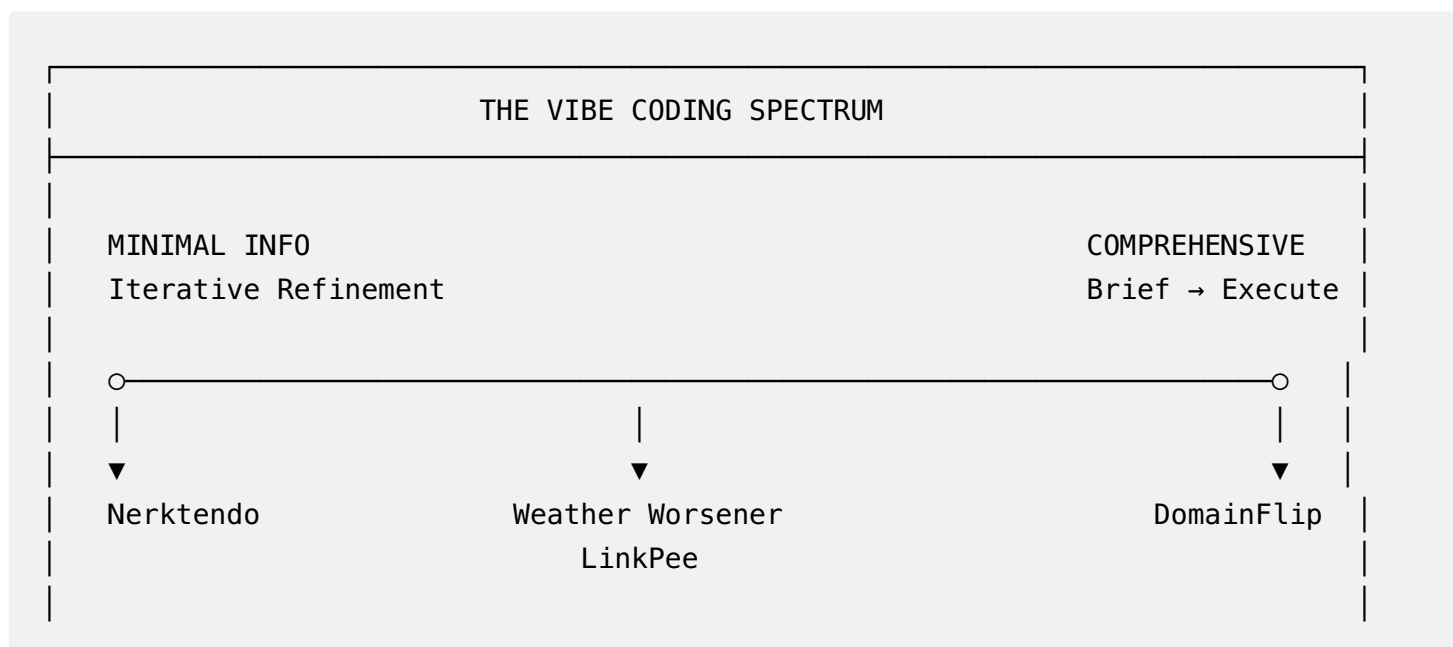 THE VIBE CODING SPECTRUM
MINIMAL INFO COMPREHENSIVE
Iterative Refinement Brief → Execute
Nerktendo Weather Worsener DomainFlip
LinkPee